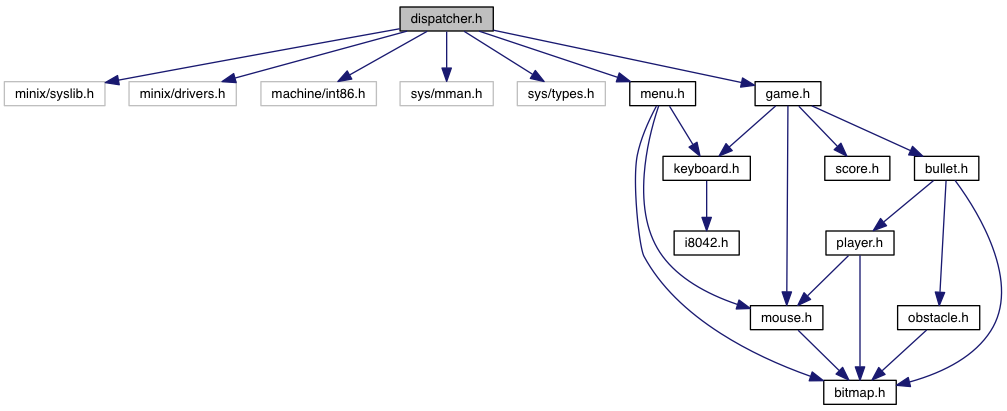 dispatcher.h
minix/syslib.h
minix/drivers.h
machine/int86.h
sys/mman.h
sys/types.h
menu.h
game.h
keyboard.h
score.h
bullet.h
i8042.h
player.h
mouse.h
obstacle.h
bitmap.h